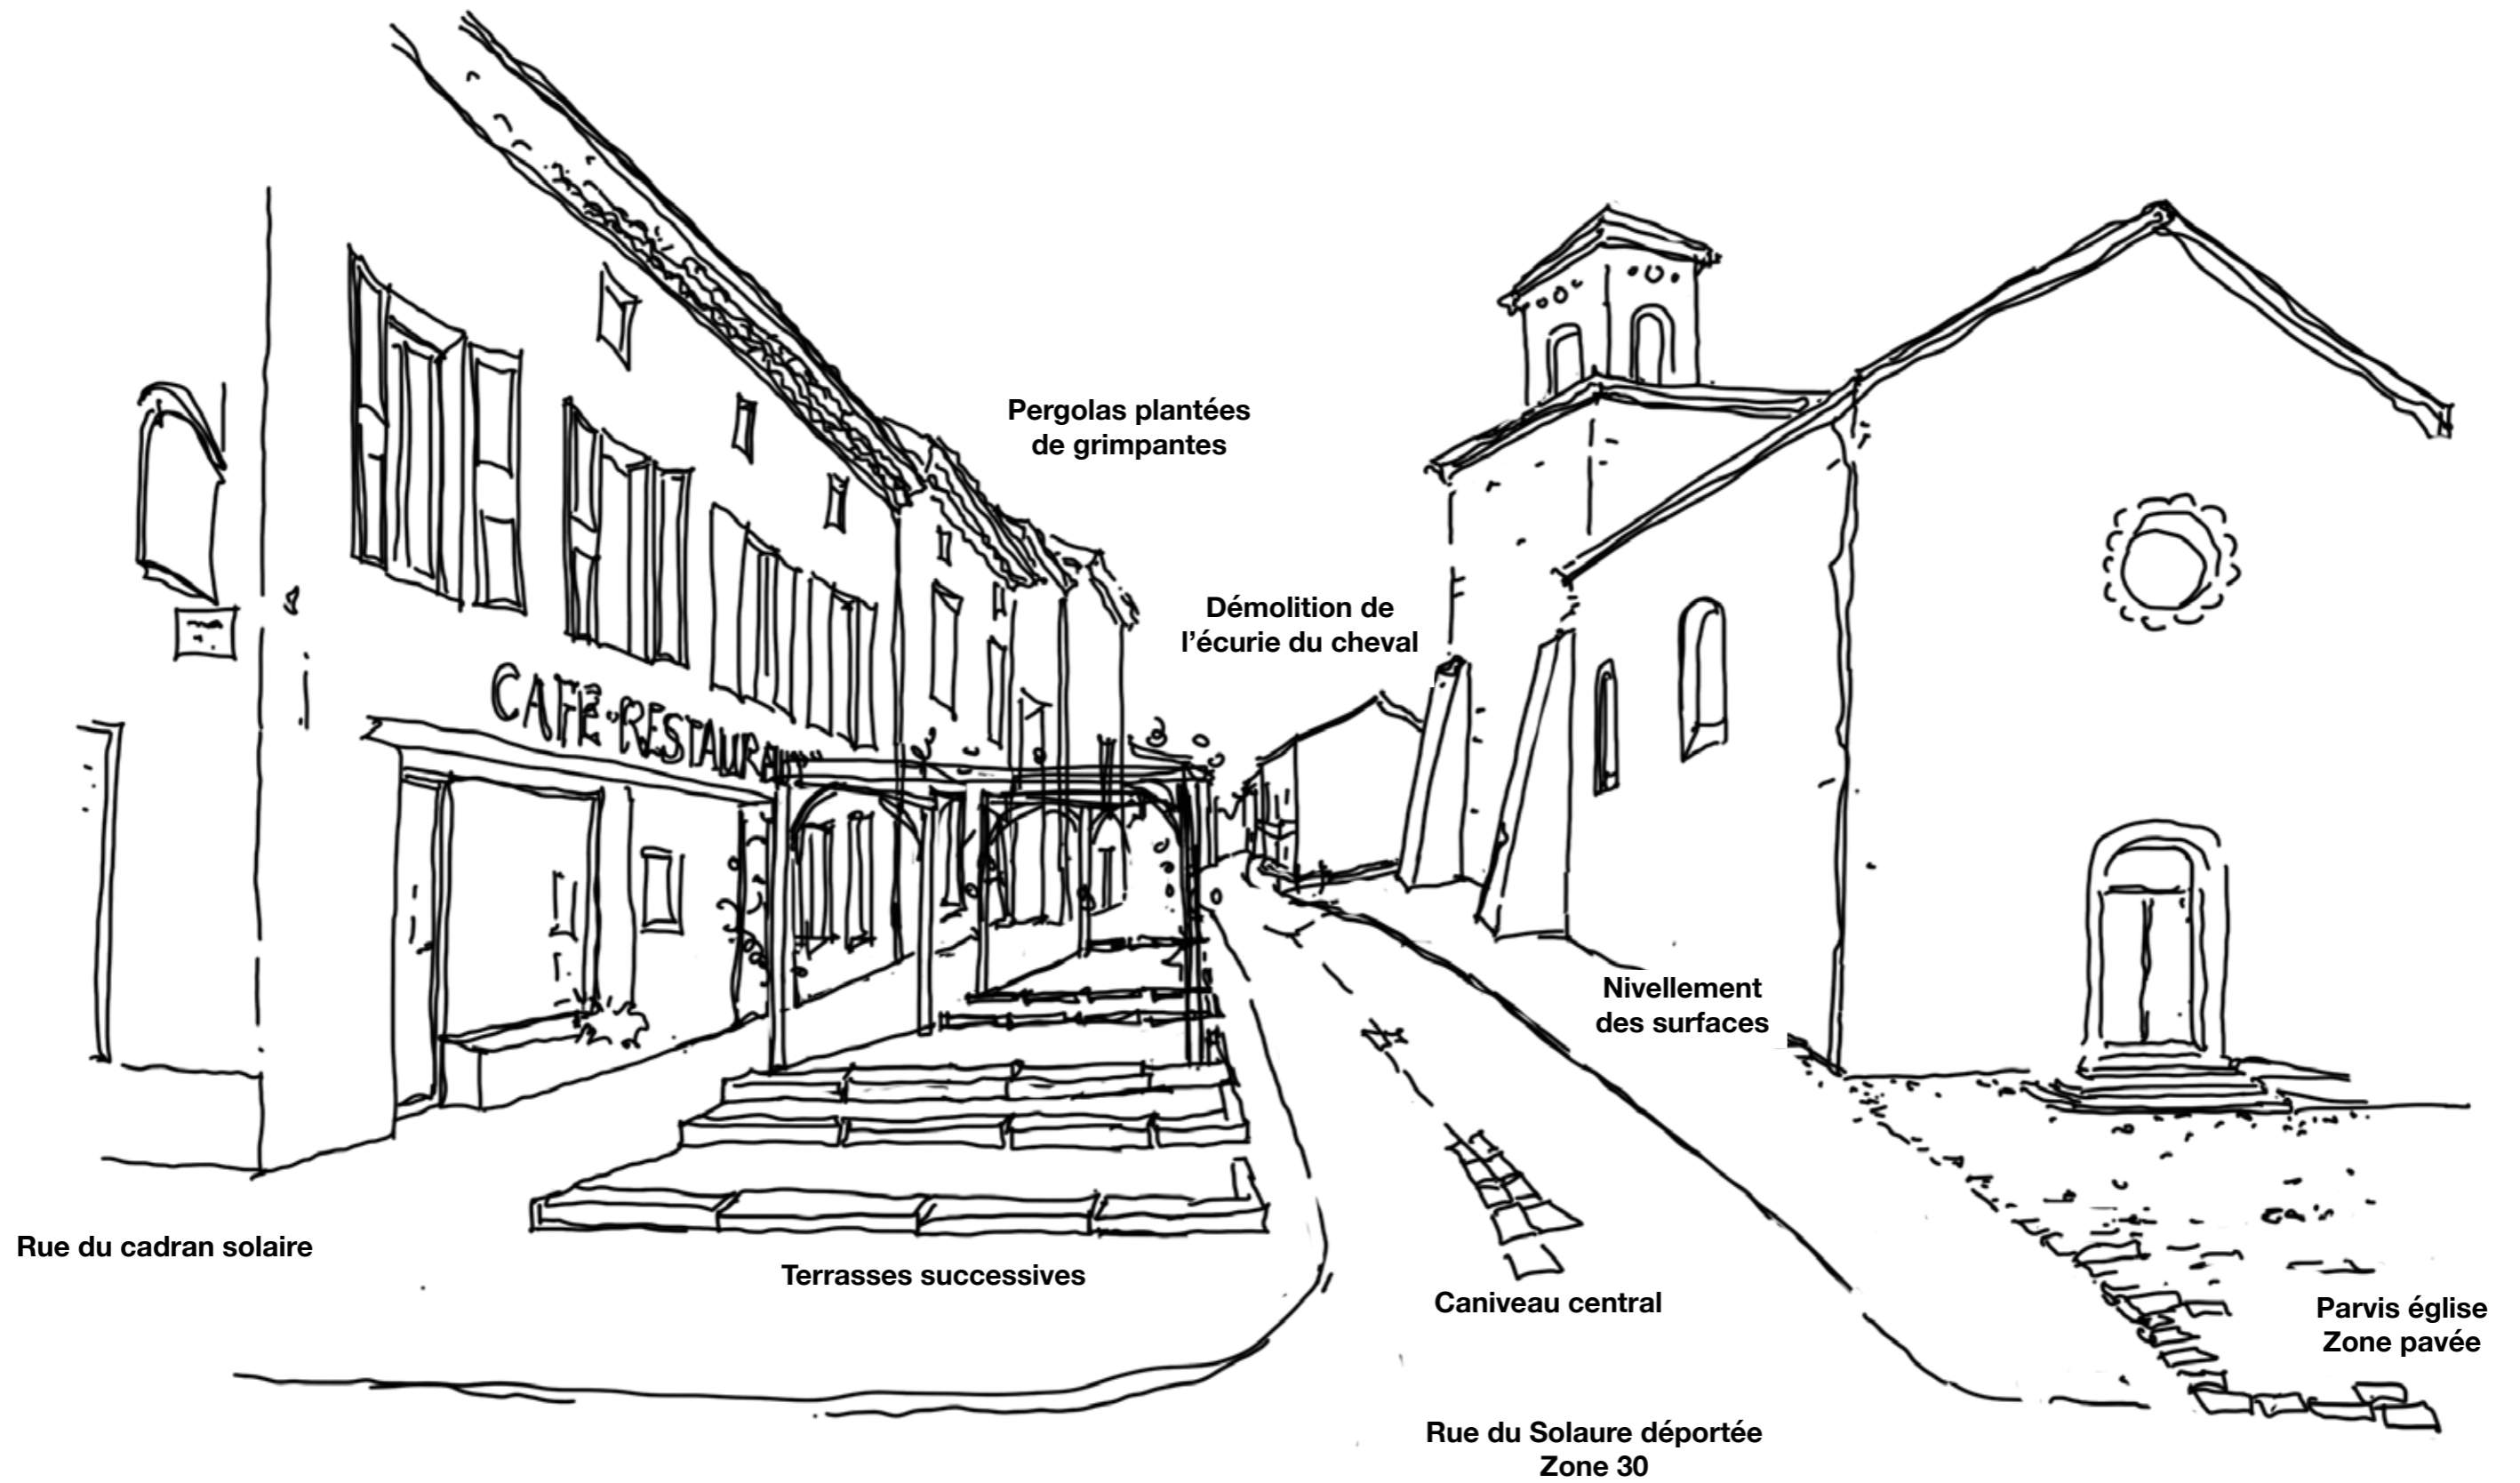 Pergolas plantées
de grimpantes
Démolition de
l'écurie du cheval
CAFÉ-RESTAURANT
Nivellement
des surfaces
Rue du cadran solaire
Terrasses successives
Caniveau central
Parvis église
Zone pavée
Rue du Solaure déportée
Zone 30